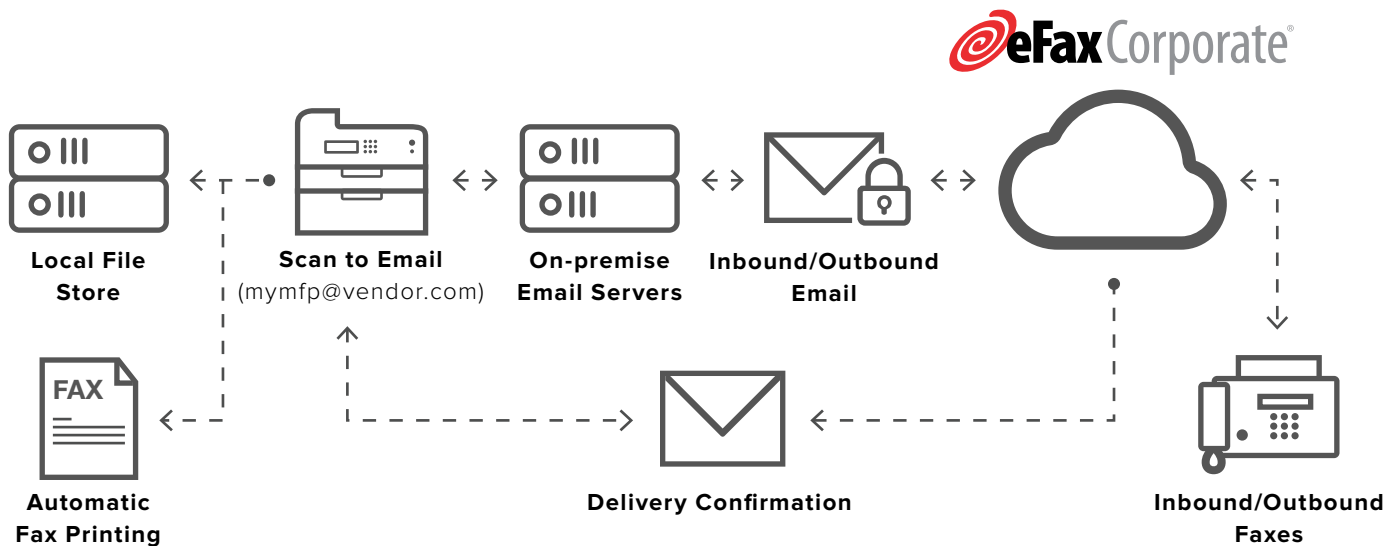 eFax Corporate®
Local File
Store
Scan to Email
(mymfp@vendor.com)
On-premise
Email Servers
Inbound/Outbound
Email
FAX
Automatic
Fax Printing
Delivery Confirmation
Inbound/Outbound
Faxes